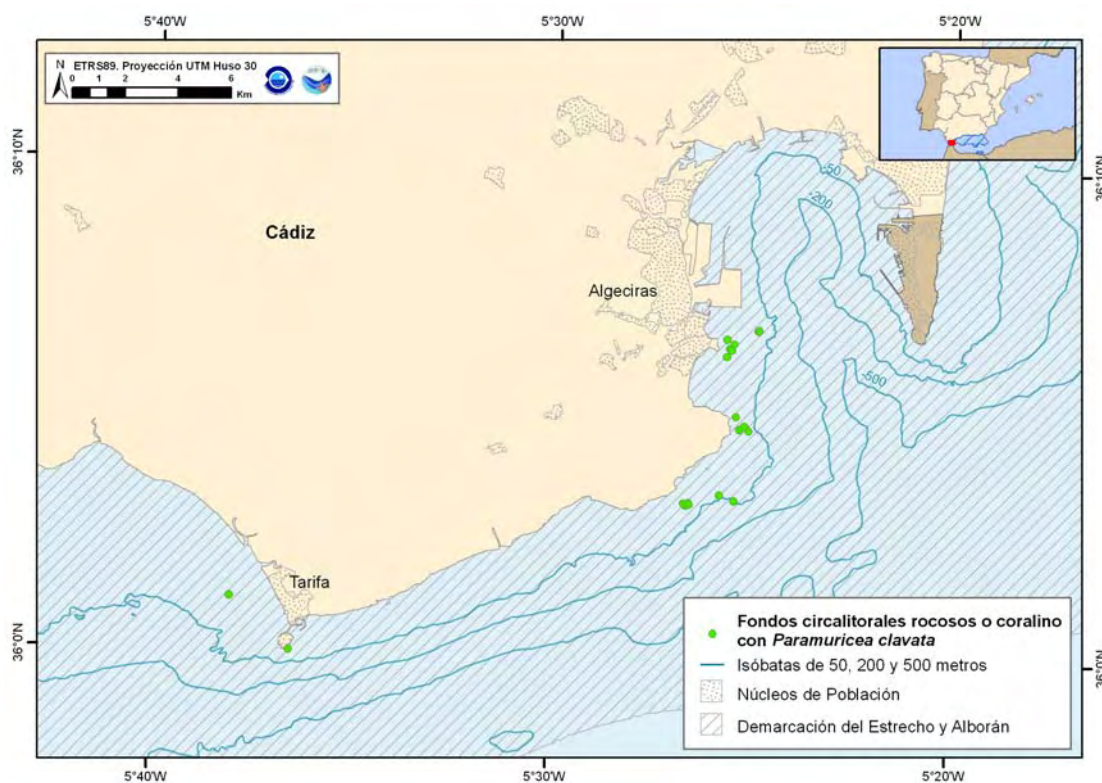 5°40'W
5°30'W
5°20'W
N
ETRS89. Proyección UTM Huso 30
0 1 2 4 6
Km
36°10'N
36°10'N
-50
-200
Cádiz
Algeciras
-500
Tarifa
36°0'N
36°0'N
Fondos circalitorales rocosos o coralino
con Paramuricea clavata
Isóbatas de 50, 200 y 500 metros
Núcleos de Población
Demarcación del Estrecho y Alborán
5°40'W
5°30'W
5°20'W